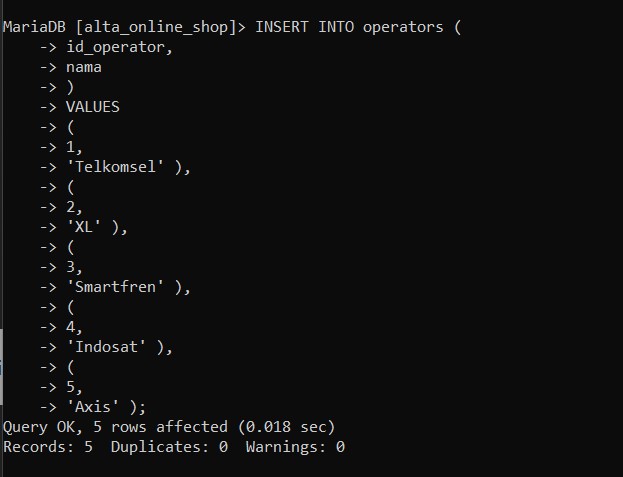 MariaDB [alta_online_shop]> INSERT INTO operators (
    -> id_operator,
    -> nama
    -> )
    -> VALUES
    -> (
    -> 1,
    -> 'Telkomsel' ),
    -> (
    -> 2,
    -> 'XL' ),
    -> (
    -> 3,
    -> 'Smartfren' ),
    -> (
    -> 4,
    -> 'Indosat' ),
    -> (
    -> 5,
    -> 'Axis' );
Query OK, 5 rows affected (0.018 sec)
Records: 5  Duplicates: 0  Warnings: 0